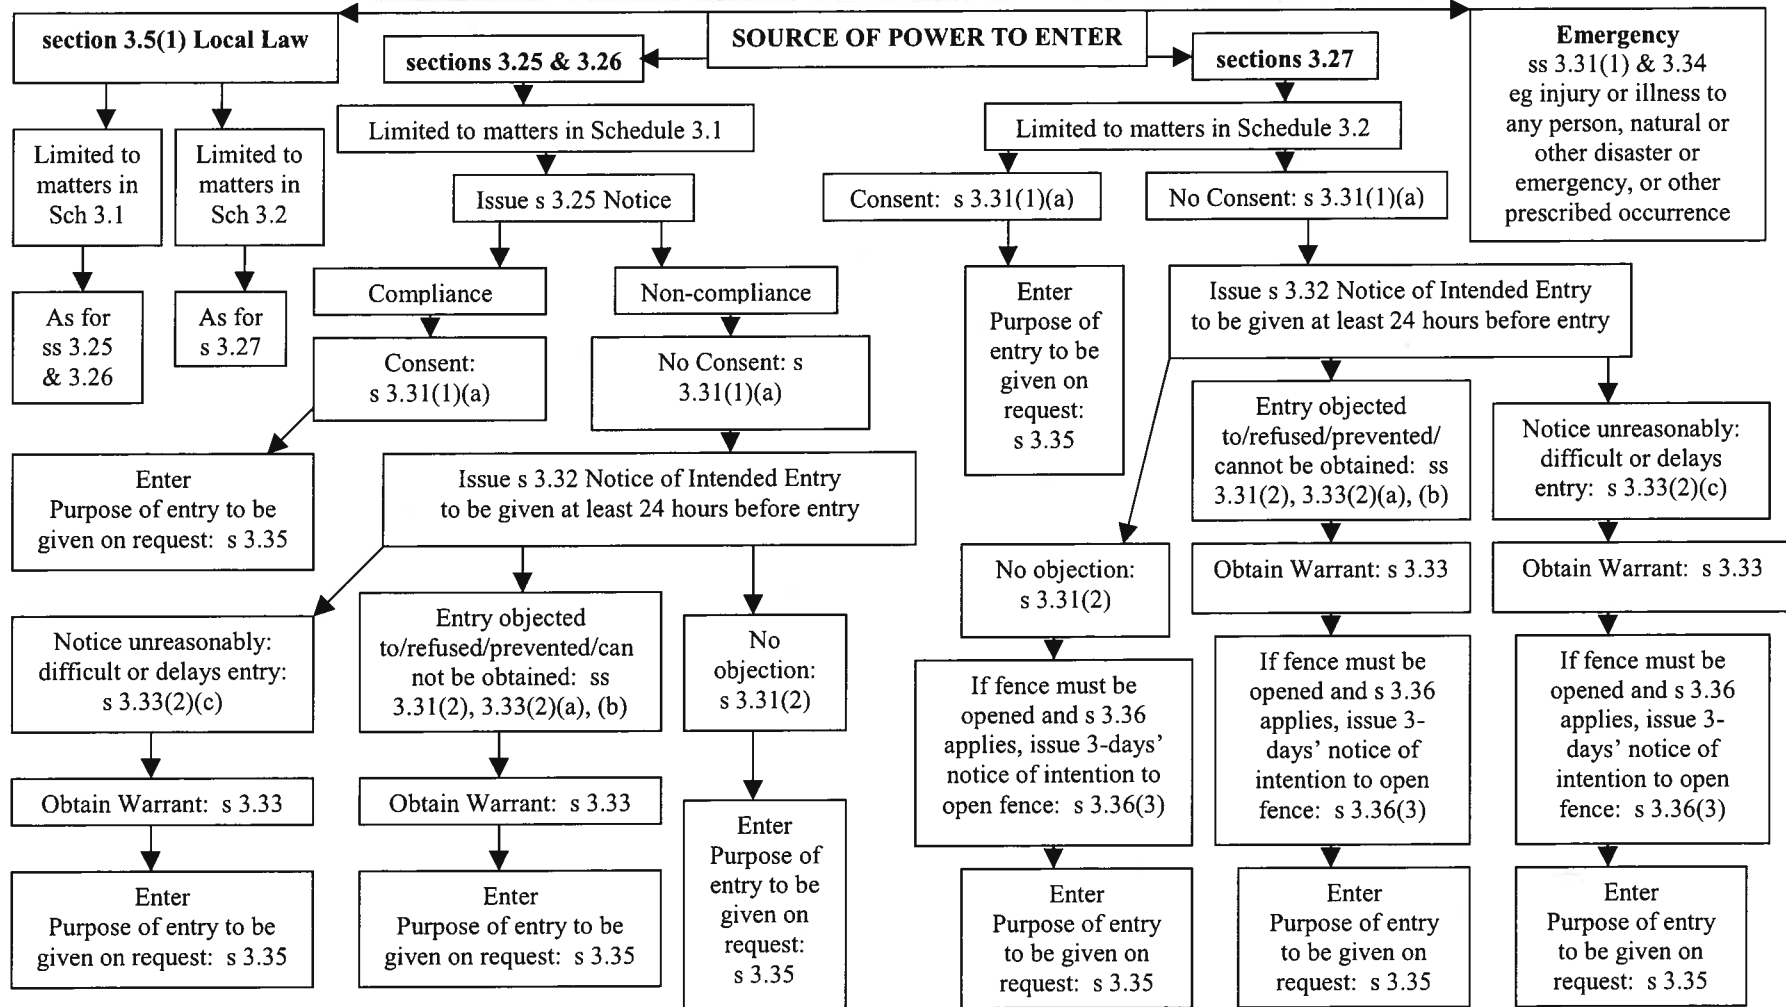 SOURCE OF POWER TO ENTER
section 3.5(1) Local Law
Limited to
matters in
Sch 3.1
As for
ss 3.25
& 3.26
Limited to
matters in
Sch 3.2
As for
s 3.27
sections 3.25 & 3.26
Limited to matters in Schedule 3.1
Issue s 3.25 Notice
Compliance
Consent:
s 3.31(1)(a)
Enter
Purpose of entry to be
given on request: s 3.35
Non-compliance
No Consent: s
3.31(1)(a)
Issue s 3.32 Notice of Intended Entry
to be given at least 24 hours before entry
Notice unreasonably:
difficult or delays entry:
s 3.33(2)(c)
Obtain Warrant: s 3.33
Enter
Purpose of entry to be
given on request: s 3.35
Entry objected
to/refused/prevented/can
not be obtained: ss
3.31(2), 3.33(2)(a), (b)
Obtain Warrant: s 3.33
Enter
Purpose of entry to be
given on request: s 3.35
No
objection:
s 3.31(2)
Enter
Purpose of
entry to be
given on
request:
s 3.35
sections 3.27
Limited to matters in Schedule 3.2
Consent: s 3.31(1)(a)
Enter
Purpose of
entry to be
given on
request:
s 3.35
No Consent: s 3.31(1)(a)
Issue s 3.32 Notice of Intended Entry
to be given at least 24 hours before entry
No objection:
s 3.31(2)
If fence must be
opened and s 3.36
applies, issue 3-days’
notice of intention to
open fence: s 3.36(3)
Enter
Purpose of entry
to be given on
request: s 3.35
Entry objected
to/refused/prevented/
cannot be obtained: ss
3.31(2), 3.33(2)(a), (b)
Obtain Warrant: s 3.33
If fence must be
opened and s 3.36
applies, issue 3-
days’ notice of
intention to open
fence: s 3.36(3)
Enter
Purpose of entry
to be given on
request: s 3.35
Notice unreasonably:
difficult or delays
entry: s 3.33(2)(c)
Obtain Warrant: s 3.33
If fence must be
opened and s 3.36
applies, issue 3-
days’ notice of
intention to open
fence: s 3.36(3)
Enter
Purpose of entry
to be given on
request: s 3.35
Emergency
ss 3.31(1) & 3.34
eg injury or illness to
any person, natural or
other disaster or
emergency, or other
prescribed occurrence